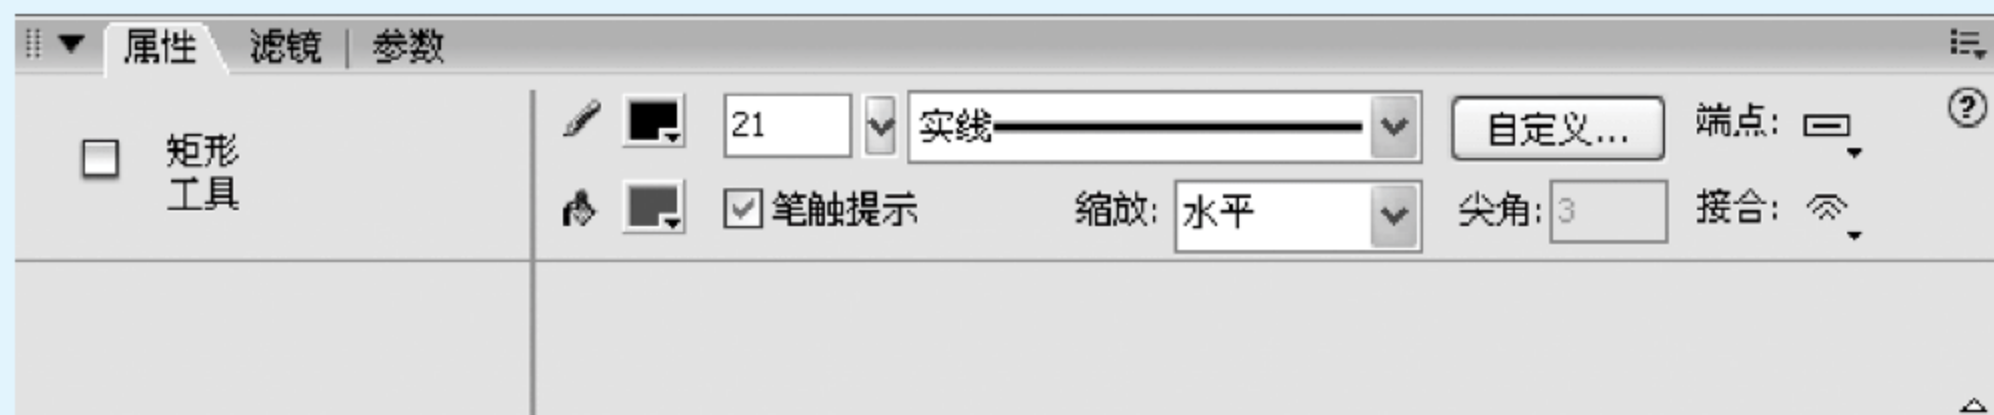 属性 滤镜 | 参数
矩形
工具
21 实线 自定义... 端点:
笔触提示 缩放: 水平 尖角: 3 接合: